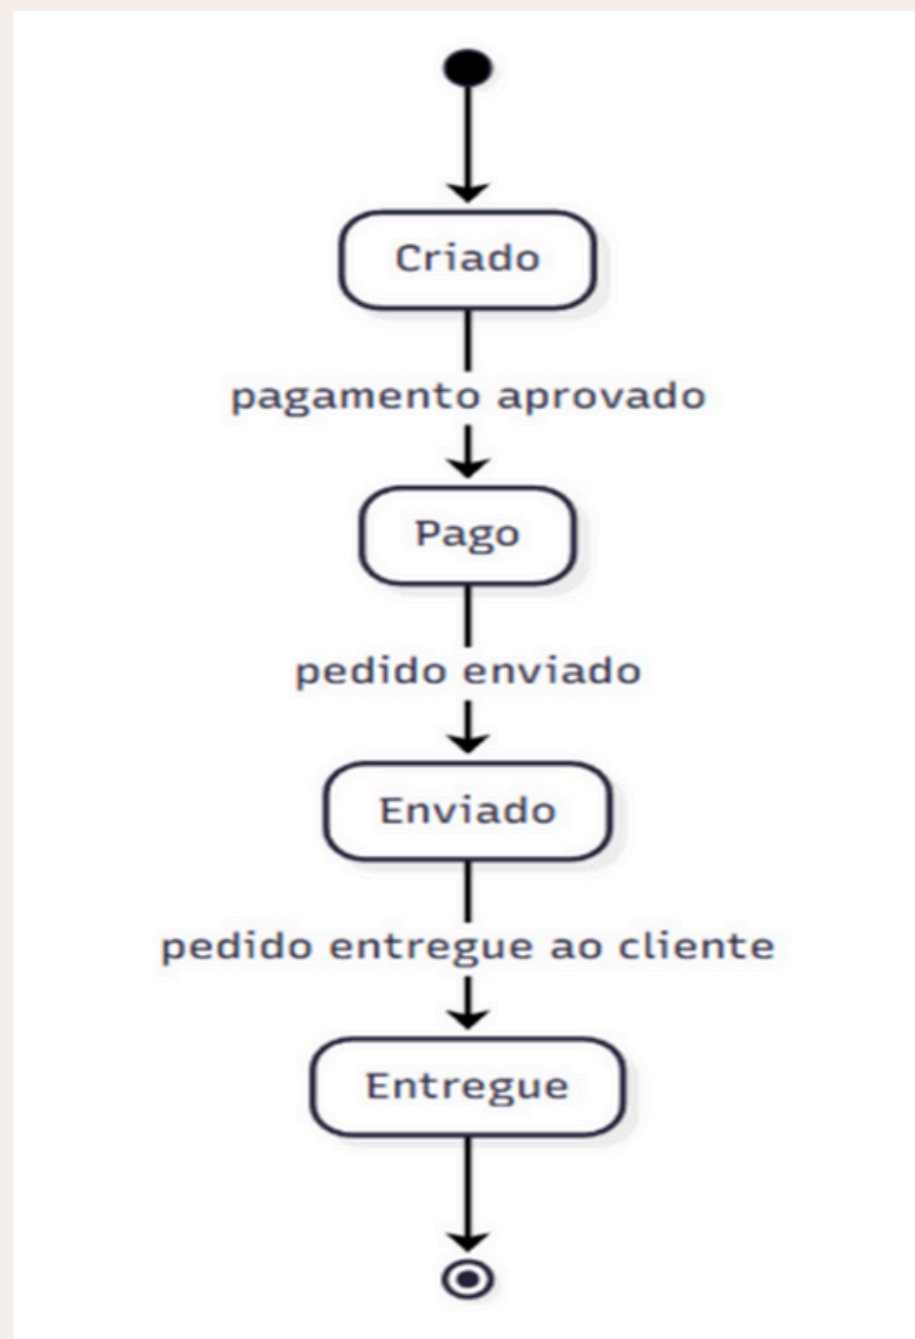 Criado
pagamento aprovado
Pago
pedido enviado
Enviado
pedido entregue ao cliente
Entregue